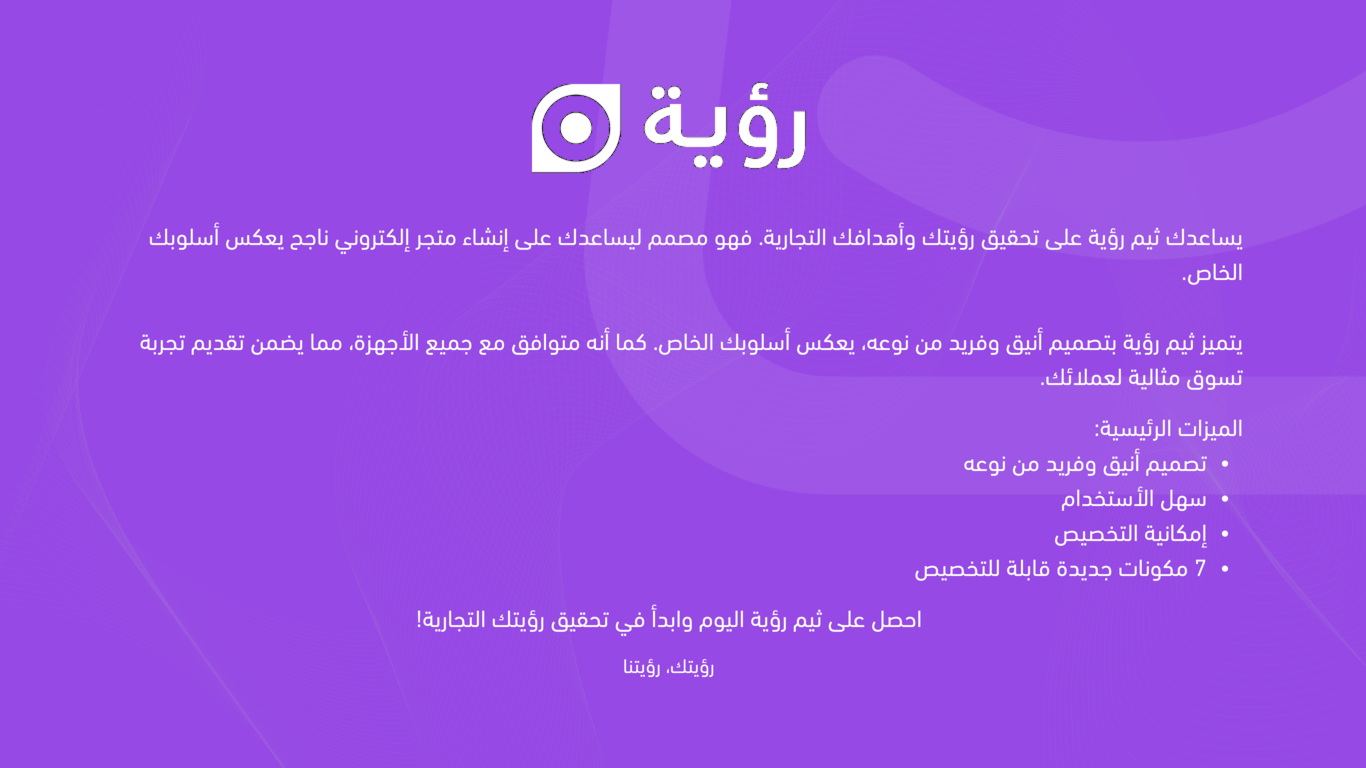 رؤية
يساعدك ثيم رؤية على تحقيق رؤيتك وأهدافك التجارية. فهو مصمم ليساعدك على إنشاء متجر إلكتروني ناجح يعكس أسلوبك
الخاص.
يتميز ثيم رؤية بتصميم أنيق وفريد من نوعه، يعكس أسلوبك الخاص. كما أنه متوافق مع جميع الأجهزة، مما يضمن تقديم تجربة
تسوق مثالية لعملائك.
الميزات الرئيسية:
• تصميم أنيق وفريد من نوعه
• سهل الأستخدام
• إمكانية التخصيص
• 7 مكونات جديدة قابلة للتخصيص
احصل على ثيم رؤية اليوم وابدأ في تحقيق رؤيتك التجارية!
رؤيتك، رؤيتنا